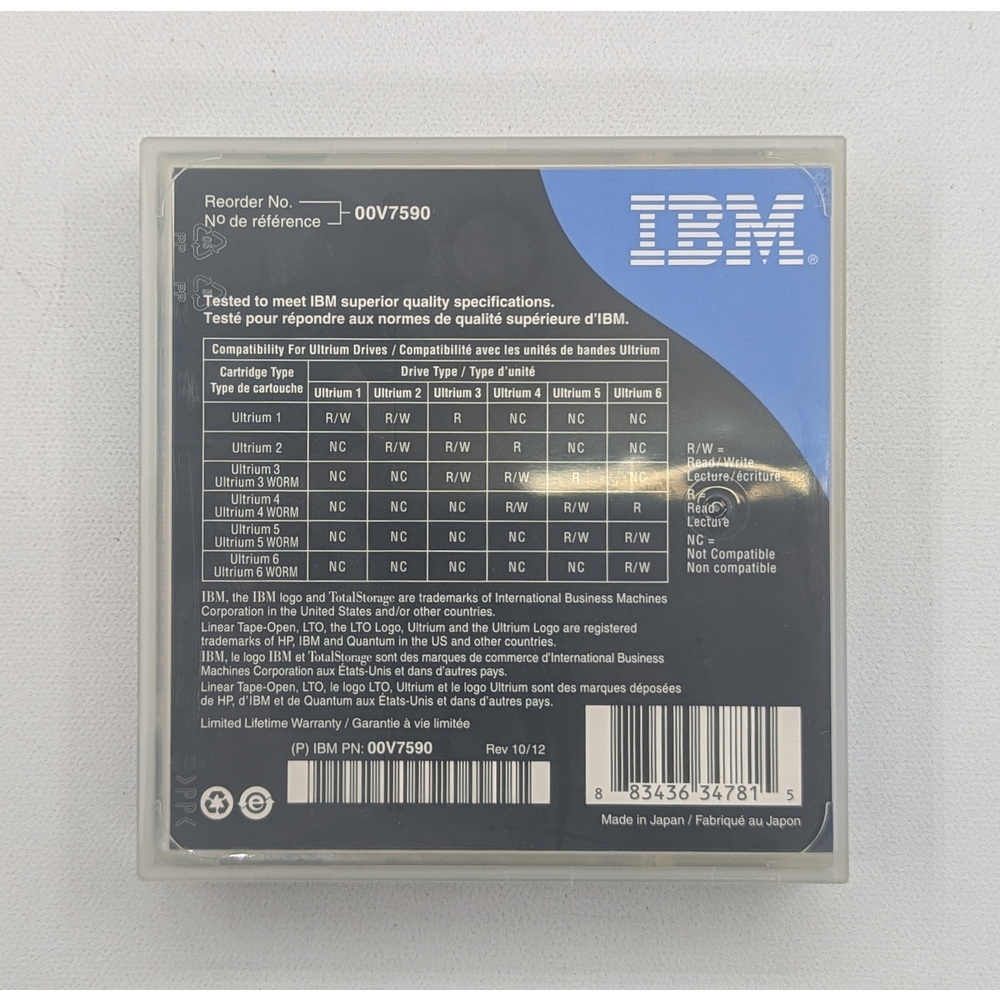 Reorder No.
Nº de référence
00V7590
IBM®
PP
PP
Tested to meet IBM superior quality specifications.
Testé pour répondre aux normes de qualité supérieure d'IBM.
Compatibility For Ultrium Drives / Compatibilité avec les unités de bandes Ultrium
Cartridge Type
Type de cartouche
Drive Type / Type d'unité
Ultrium 1 Ultrium 2 Ultrium 3 Ultrium 4 Ultrium 5 Ultrium 6
Ultrium 1 R/W R/W R NC NC NC
Ultrium 2 NC R/W R/W R NC NC
Ultrium 3
Ultrium 3 WORM NC NC R/W R/W R NC
Ultrium 4
Ultrium 4 WORM NC NC NC R/W R/W R
Ultrium 5
Ultrium 5 WORM NC NC NC NC R/W R/W
Ultrium 6
Ultrium 6 WORM NC NC NC NC NC R/W
R/W =
Read/Write
Lecture/écriture
R =
Read
Lecture
NC =
Not Compatible
Non compatible
IBM, the IBM logo and TotalStorage are trademarks of International Business Machines
Corporation in the United States and/or other countries.
Linear Tape-Open, LTO, the LTO Logo, Ultrium and the Ultrium Logo are registered
trademarks of HP, IBM and Quantum in the US and other countries.
IBM, le logo IBM et TotalStorage sont des marques de commerce d'International Business
Machines Corporation aux États-Unis et dans d'autres pays.
Linear Tape-Open, LTO, le logo LTO, Ultrium et le logo Ultrium sont des marques déposées
de HP, d'IBM et de Quantum aux États-Unis et dans d'autres pays.
Limited Lifetime Warranty / Garantie à vie limitée
(P) IBM PN: 00V7590 Rev 10/12
8 83436 34781 5
>PP<
Made in Japan / Fabriqué au Japon